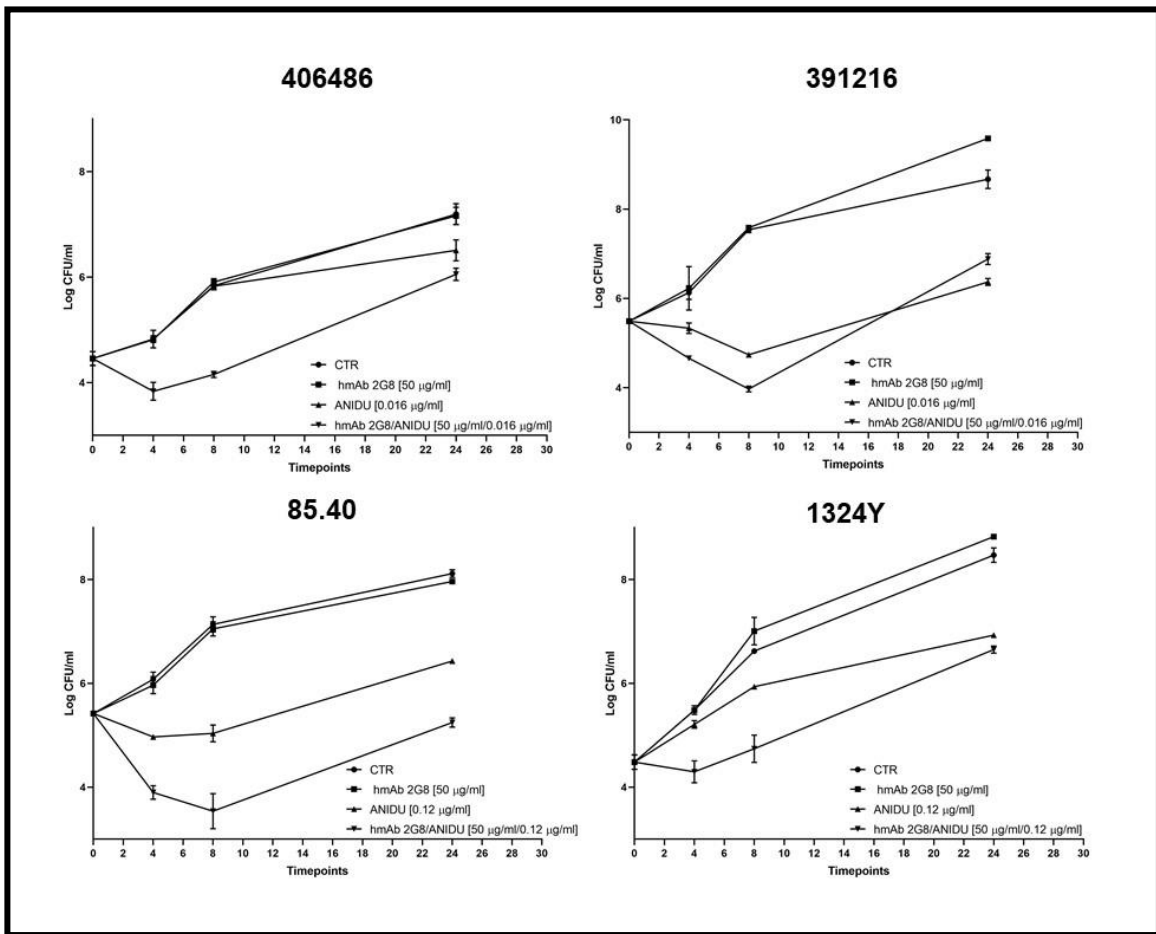 406486
8
6
4
Log CFU/ml
CTR
hmAb 2G8 [50 µg/ml]
ANIDU [0.016 µg/ml]
hmAb 2G8/ANIDU [50 µg/ml/0.016 µg/ml]
0 2 4 6 8 10 12 14 16 18 20 22 24 26 28 30
Timepoints
391216
10
8
6
4
Log CFU/ml
CTR
hmAb 2G8 [50 µg/ml]
ANIDU [0.016 µg/ml]
hmAb 2G8/ANIDU [50 µg/ml/0.016 µg/ml]
0 2 4 6 8 10 12 14 16 18 20 22 24 26 28 30
Timepoints
85.40
8
6
4
Log CFU/ml
CTR
hmAb 2G8 [50 µg/ml]
ANIDU [0.12 µg/ml]
hmAb 2G8/ANIDU [50 µg/ml/0.12 µg/ml]
0 2 4 6 8 10 12 14 16 18 20 22 24 26 28 30
Timepoints
1324Y
8
6
4
Log CFU/ml
CTR
hmAb 2G8 [50 µg/ml]
ANIDU [0.12 µg/ml]
hmAb 2G8/ANIDU [50 µg/ml/0.12 µg/ml]
0 2 4 6 8 10 12 14 16 18 20 22 24 26 28 30
Timepoints